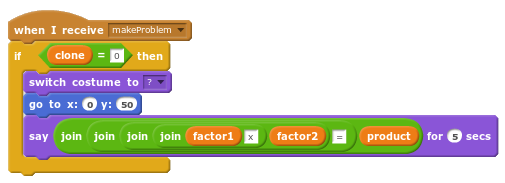 when I receive makeProblem
if clone = 0 then
switch costume to ?
go to x: 0 y: 50
say join join join join factor1 x factor2 = product for 5 secs